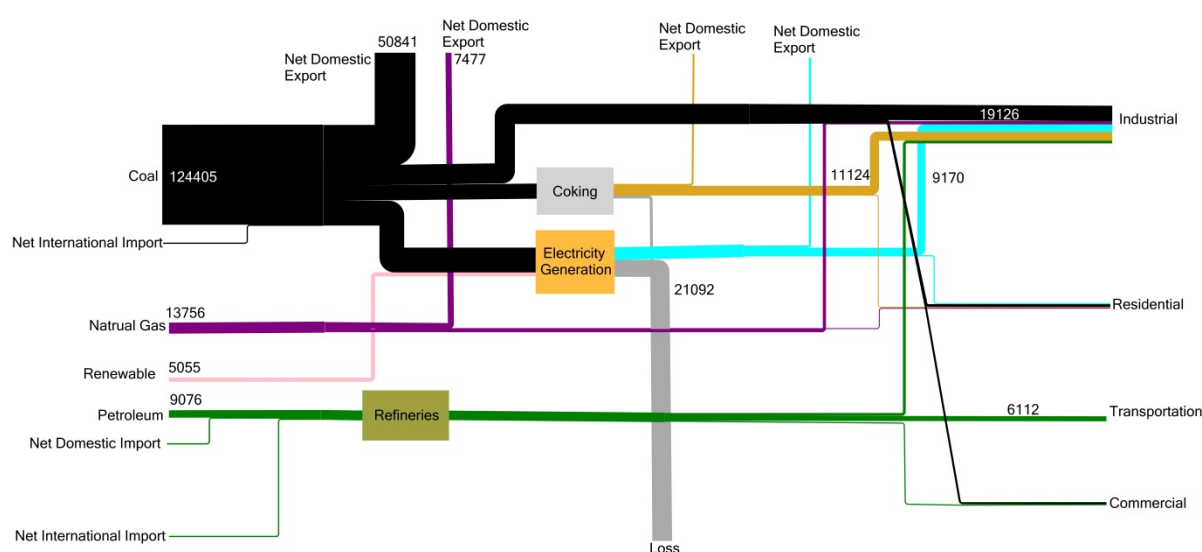 Net Domestic
Export
50841
Net Domestic
Export
7477
Net Domestic
Export
Net Domestic
Export
19126
Industrial
Coal
124405
Coking
11124
9170
Net International Import
Electricity
Generation
21092
13756
Natrual Gas
Residential
5055
Renewable
9076
Petroleum
Refineries
6112
Transportation
Net Domestic Import
Commercial
Net International Import
Loss